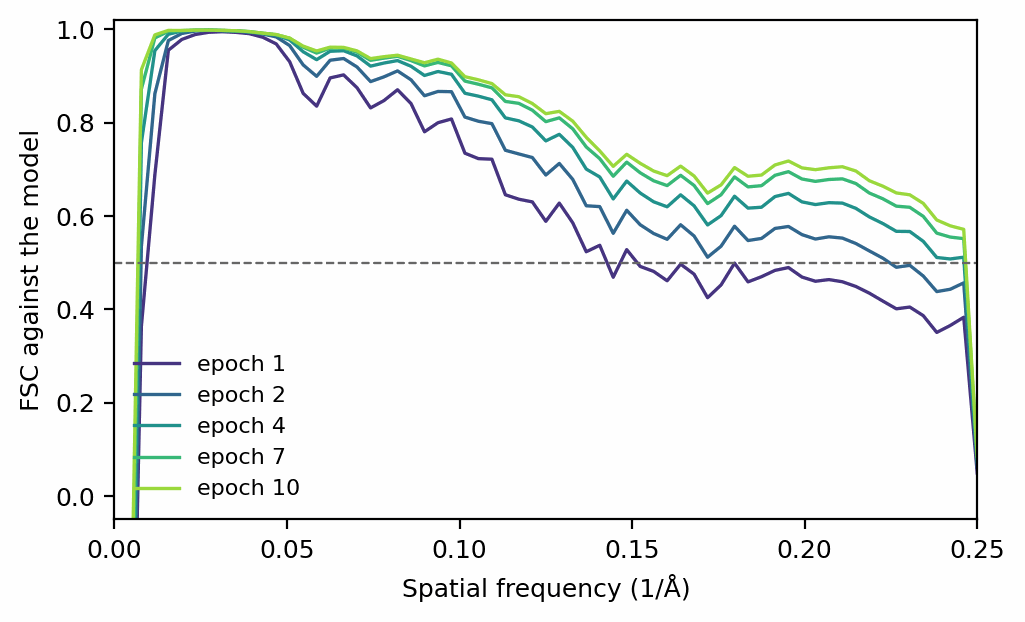 1.0
0.8
0.6
0.4
0.2
0.0
FSC against the model
epoch 1
epoch 2
epoch 4
epoch 7
epoch 10
0.00 0.05 0.10 0.15 0.20 0.25
Spatial frequency (1/Å)